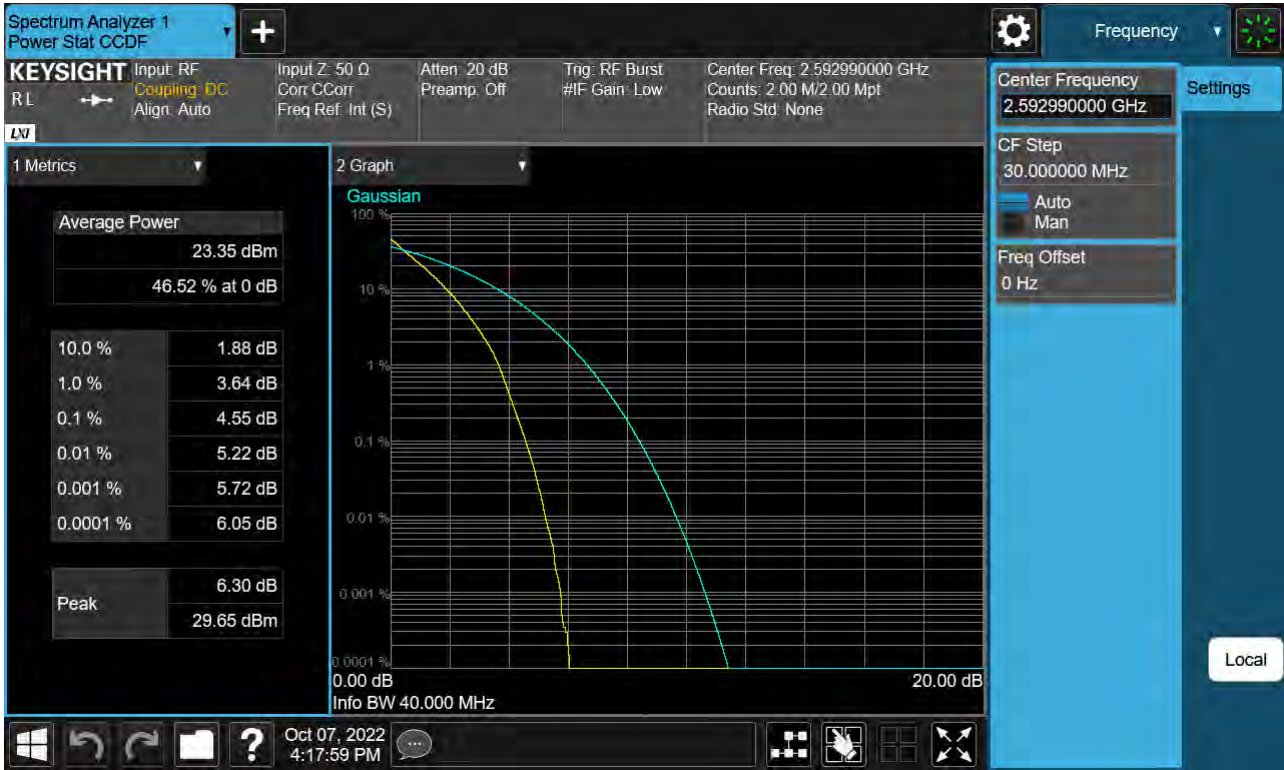 Spectrum Analyzer 1
Power Stat CCDF
Frequency
KEYSIGHT
RL
LXI
Input: RF
Coupling: DC
Align: Auto
Input Z: 50 Ω
Corr CCorr
Freq Ref: Int (S)
Atten: 20 dB
Preamp: Off
Trig: RF Burst
#IF Gain: Low
Center Freq: 2.592990000 GHz
Counts: 2.00 M/2.00 Mpt
Radio Std: None
1 Metrics
Average Power
23.35 dBm
46.52 % at 0 dB
10.0 % 1.88 dB
1.0 % 3.64 dB
0.1 % 4.55 dB
0.01 % 5.22 dB
0.001 % 5.72 dB
0.0001 % 6.05 dB
Peak
6.30 dB
29.65 dBm
2 Graph
Gaussian
100 %
10 %
1 %
0.1 %
0.01 %
0.001 %
0.0001 %
0.00 dB 20.00 dB
Info BW 40.000 MHz
Center Frequency
2.592990000 GHz
CF Step
30.000000 MHz
Auto
Man
Freq Offset
0 Hz
Settings
Local
?
Oct 07, 2022
4:17:59 PM